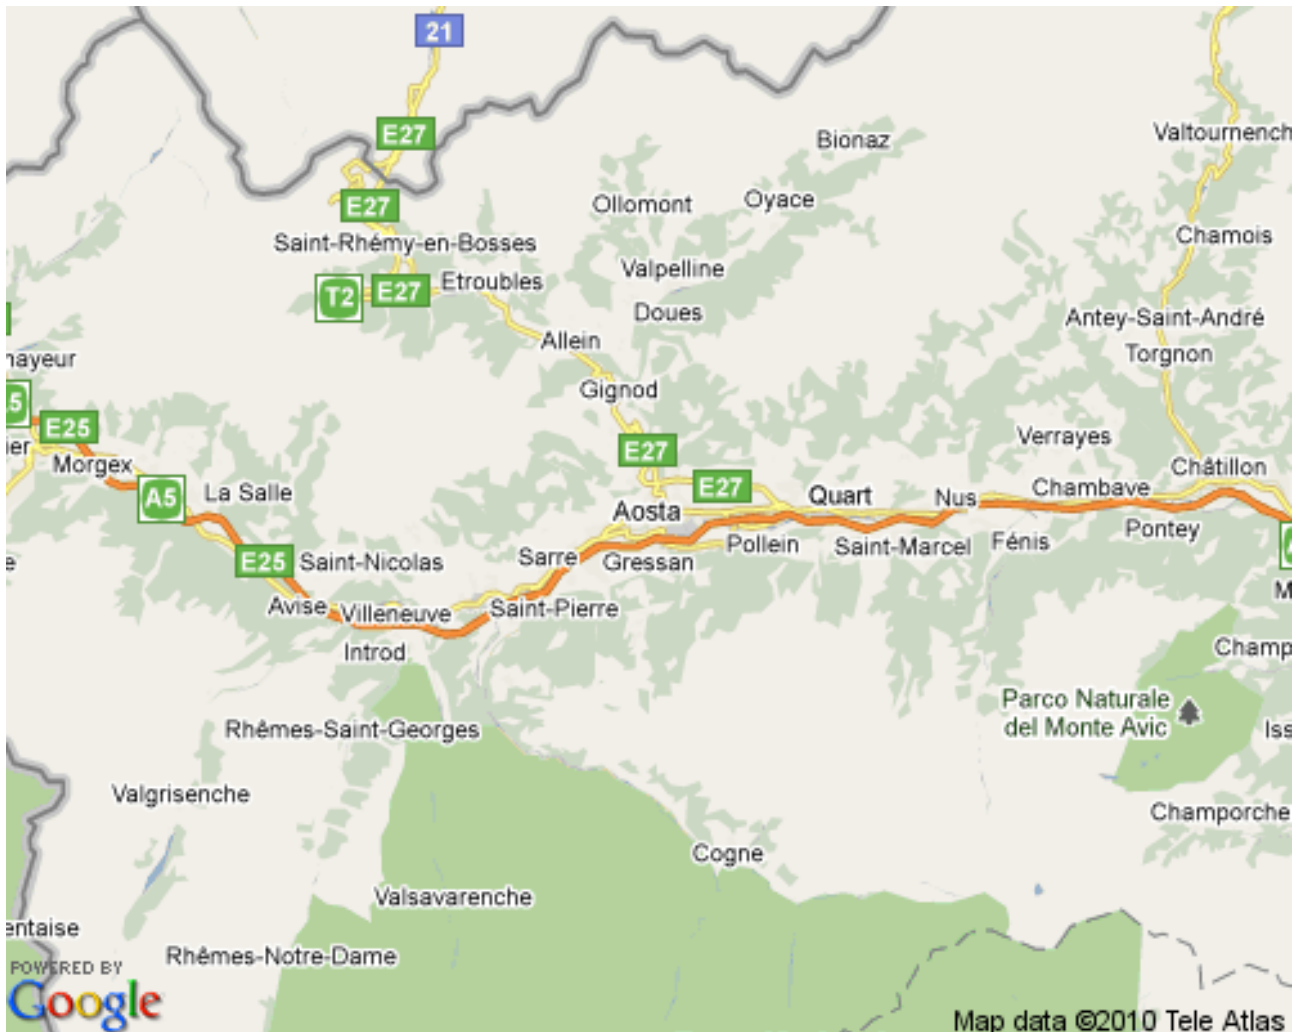 21
E27
Valtournench
Bionaz
E27
Ollomont
Oyace
Saint-Rhémy-en-Bosses
Chamois
Valpelline
T2
E27
Etroubles
Doues
Antey-Saint-André
Allein
Torgnon
nayeur
Gignod
.5
E25
Verrayes
ier
E27
Morgex
Châtillon
A5
La Salle
E27
Quart
Nus
Chambave
Aosta
Pontey
Pollein
Saint-Marcel
Fénis
E25
Saint-Nicolas
Sarre
Gressan
e
A
M
Avise
Villeneuve
Saint-Pierre
Introd
Champ
Parco Naturale
del Monte Avic
Rhêmes-Saint-Georges
Iss
Valgrisenche
Champorche
Cogne
Valsavarenche
entaise
Rhêmes-Notre-Dame
POWERED BY
Google
Map data ©2010 Tele Atlas